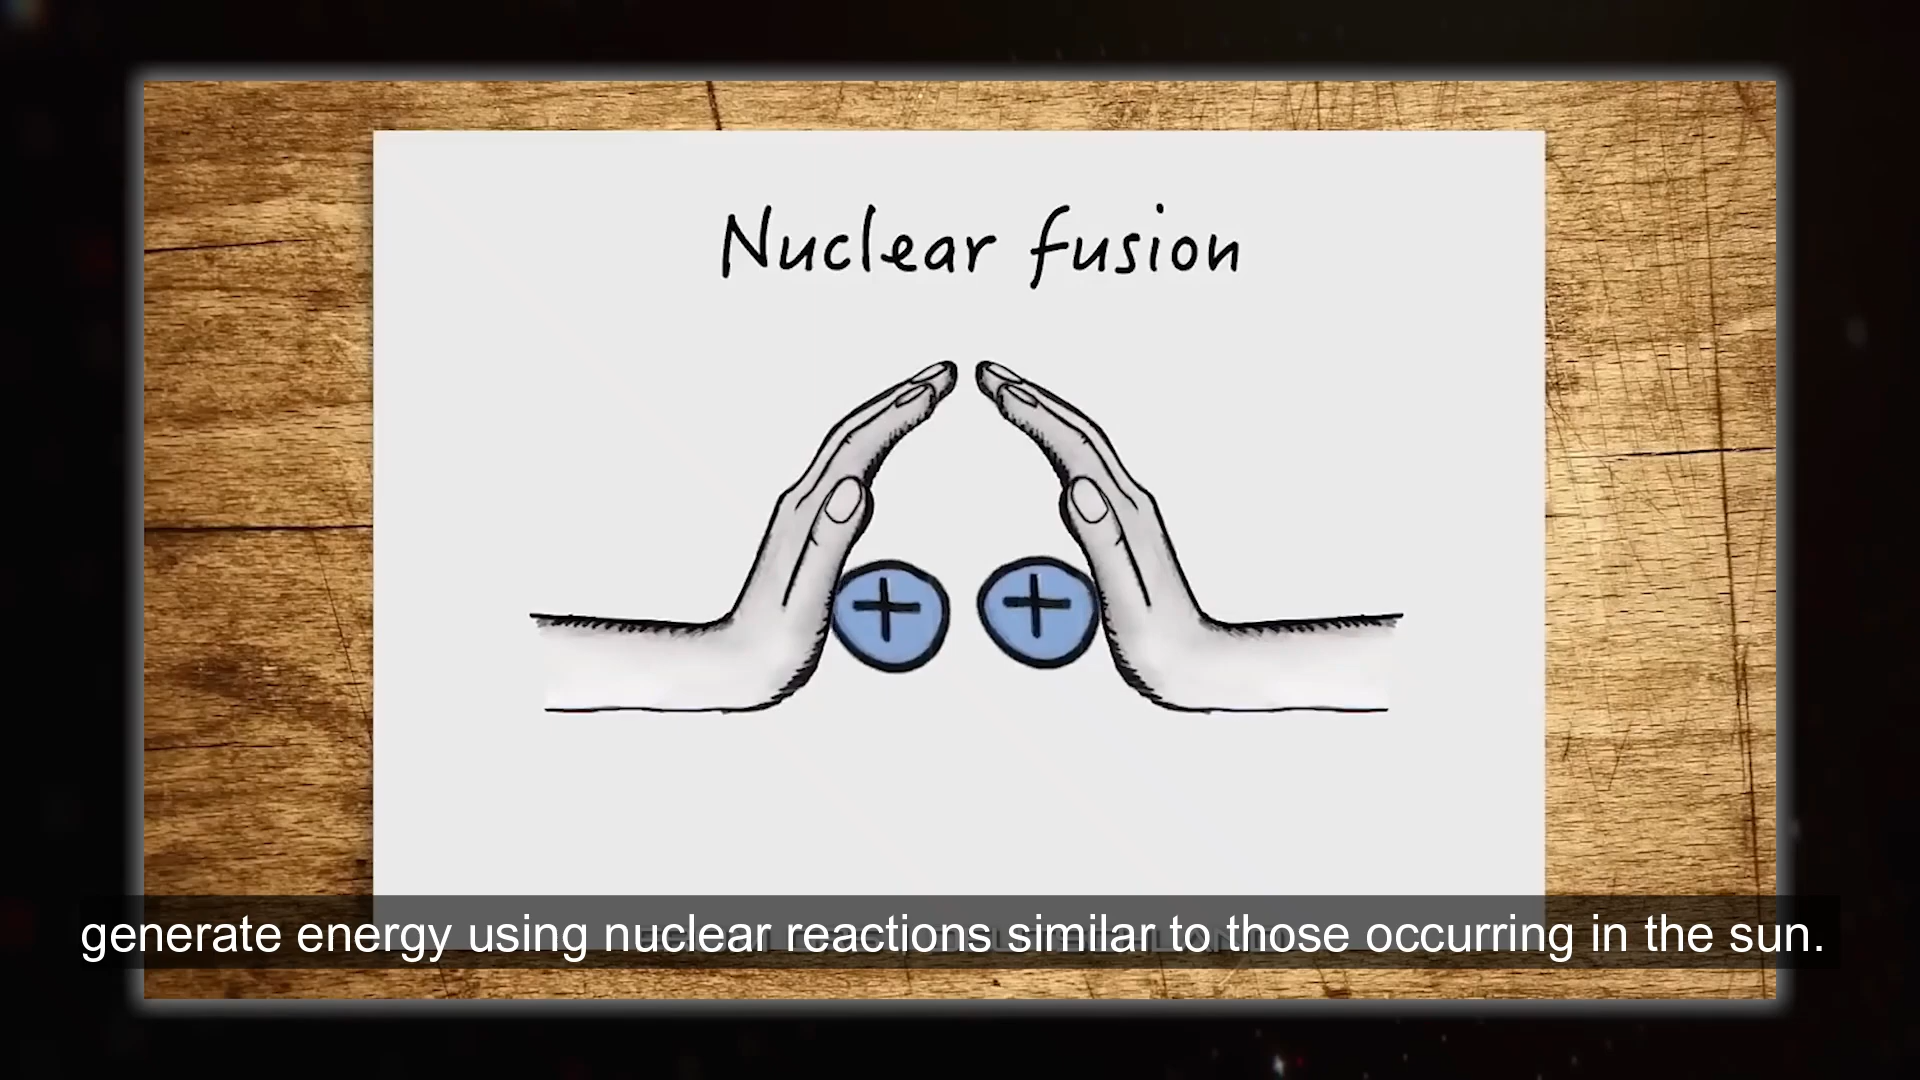 Nuclear fusion
+ +
generate energy using nuclear reactions similar to those occurring in the sun.